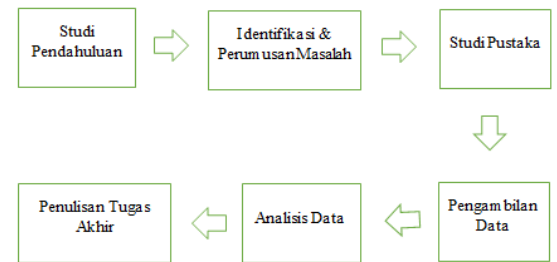 Studi
Pendahuluan
Identifikasi &
Perumusan Masalah
Studi Pustaka
Pengambilan
Data
Analisis Data
Penulisan Tugas
Akhir